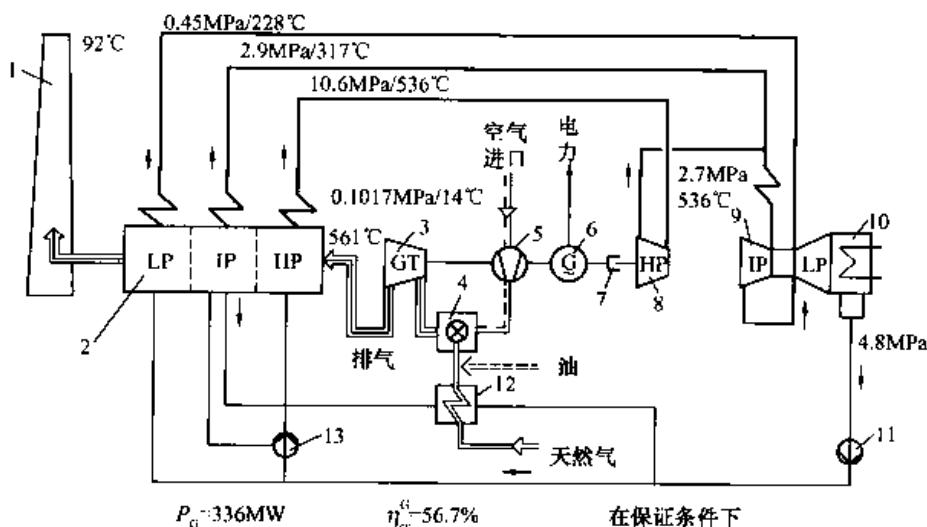 0.45MPa/228℃
92℃
2.9MPa/317℃
1
10.6MPa/536℃
空气
进口
电
力
2.7MPa
536℃
0.1017MPa/14℃
9
10
561℃
3
5
6
LP
IP
HP
GT
G
HP
IP
LP
7
8
4
2
排气
油
4.8MPa
12
13
11
天然气
=336MW
=56.7%
在保证条件下